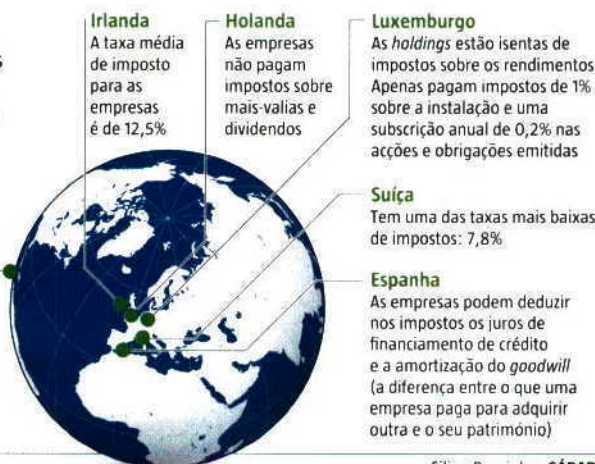 Irlanda
A taxa média
de imposto
para as
empresas
é de 12,5%
Holanda
As empresas
não pagam
impostos sobre
mais-valias e
dividendos
Luxemburgo
As holdings estão isentas de
impostos sobre os rendimentos
Apenas pagam impostos de 1%
sobre a instalação e uma
subscrição anual de 0,2% nas
acções e obrigações emitidas
Suíça
Tem uma das taxas mais baixas
de impostos: 7,8%
Espanha
As empresas podem deduzir
nos impostos os juros de
financiamento de crédito
e a amortização do goodwill
(a diferença entre o que uma
empresa paga para adquirir
outra e o seu património)